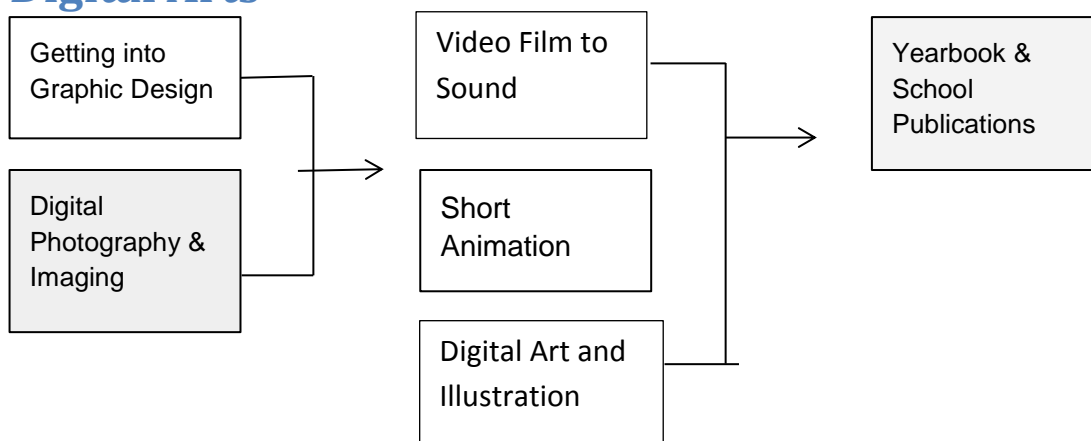 Digital Arts
Getting into
Graphic Design
Digital
Photography &
Imaging
Video Film to
Sound
Short
Animation
Digital Art and
Illustration
Yearbook &
School
Publications